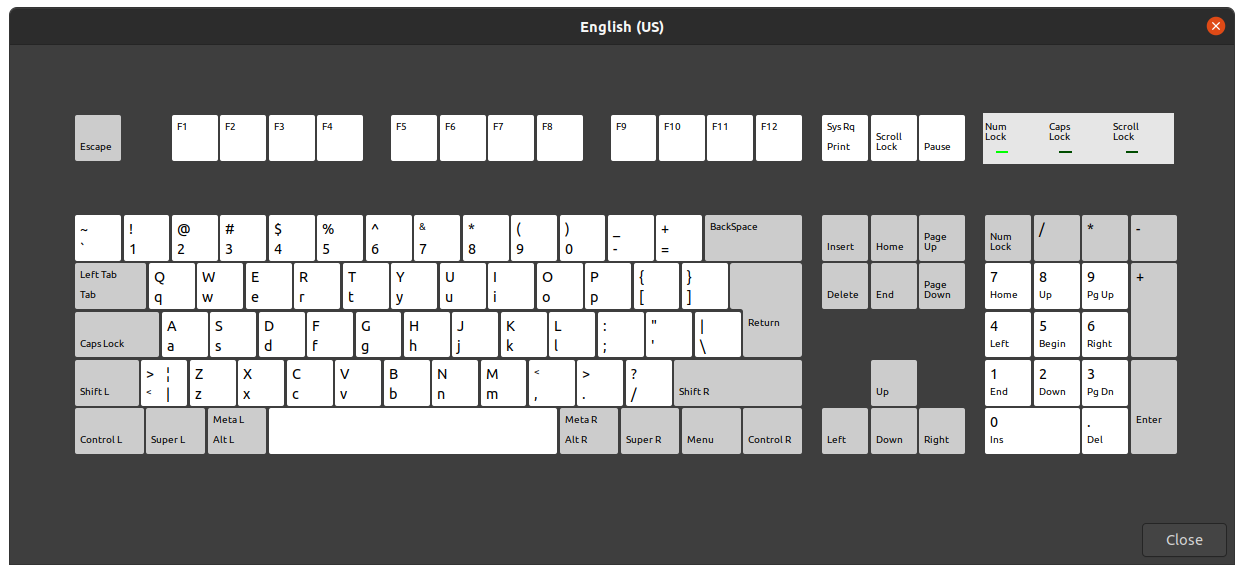 English (US)
Escape F1 F2 F3 F4 F5 F6 F7 F8 F9 F10 F11 F12 Sys Rq Print Scroll Lock Pause Num Lock Caps Lock Scroll Lock
~ ! @ # $ % ^ & * ( ) _ + BackSpace
` 1 2 3 4 5 6 7 8 9 0 - =
Insert Home Page Up Num Lock / * -
Left Tab Q W E R T Y U I O P { }
Tab q w e r t y u i o p [ ]
Delete End Page Down 7 8 9 +
Home Up Pg Up
A S D F G H J K L : " | Return
Caps Lock a s d f g h j k l ; ' \
4 5 6
Left Begin Right
> ¦ Z X C V B N M < > ?
Shift L < | z x c v b n m , . / Shift R
Up 1 2 3
End Down Pg Dn
Meta L Meta R
Control L Super L Alt L Alt R Super R Menu Control R
Left Down Right 0 . Enter
Ins Del
Close